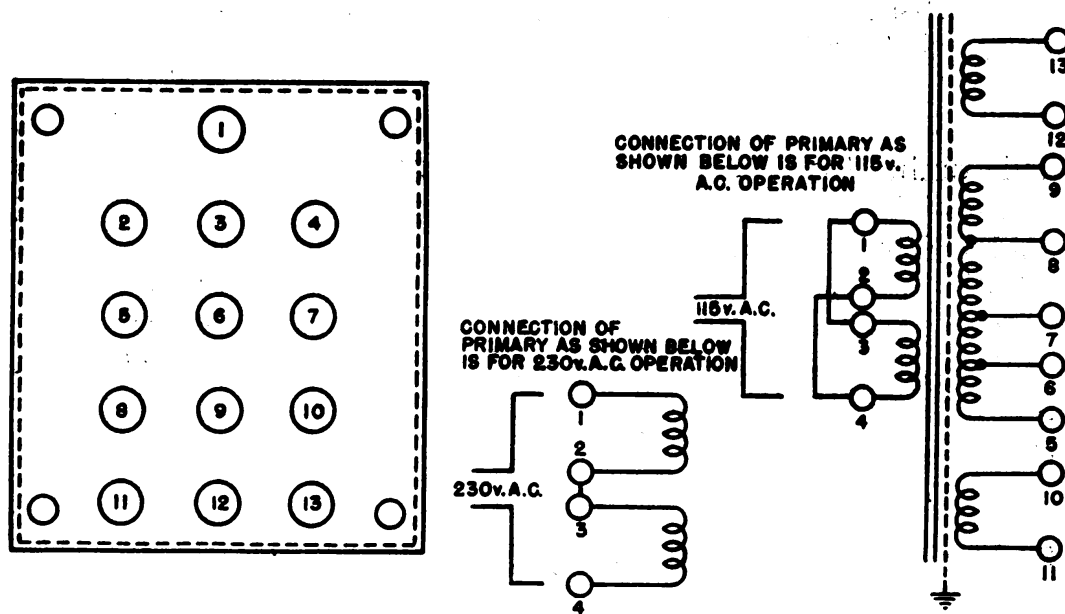 1
2 3 4
5 6 7
8 9 10
11 12 13
CONNECTION OF
PRIMARY AS SHOWN BELOW
IS FOR 230v.A.C. OPERATION
230v. A.C.
1
2
3
4
CONNECTION OF PRIMARY AS
SHOWN BELOW IS FOR 115v.
A.C. OPERATION
115v. A.C.
1
2
3
4
13
12
9
8
7
6
5
10
11